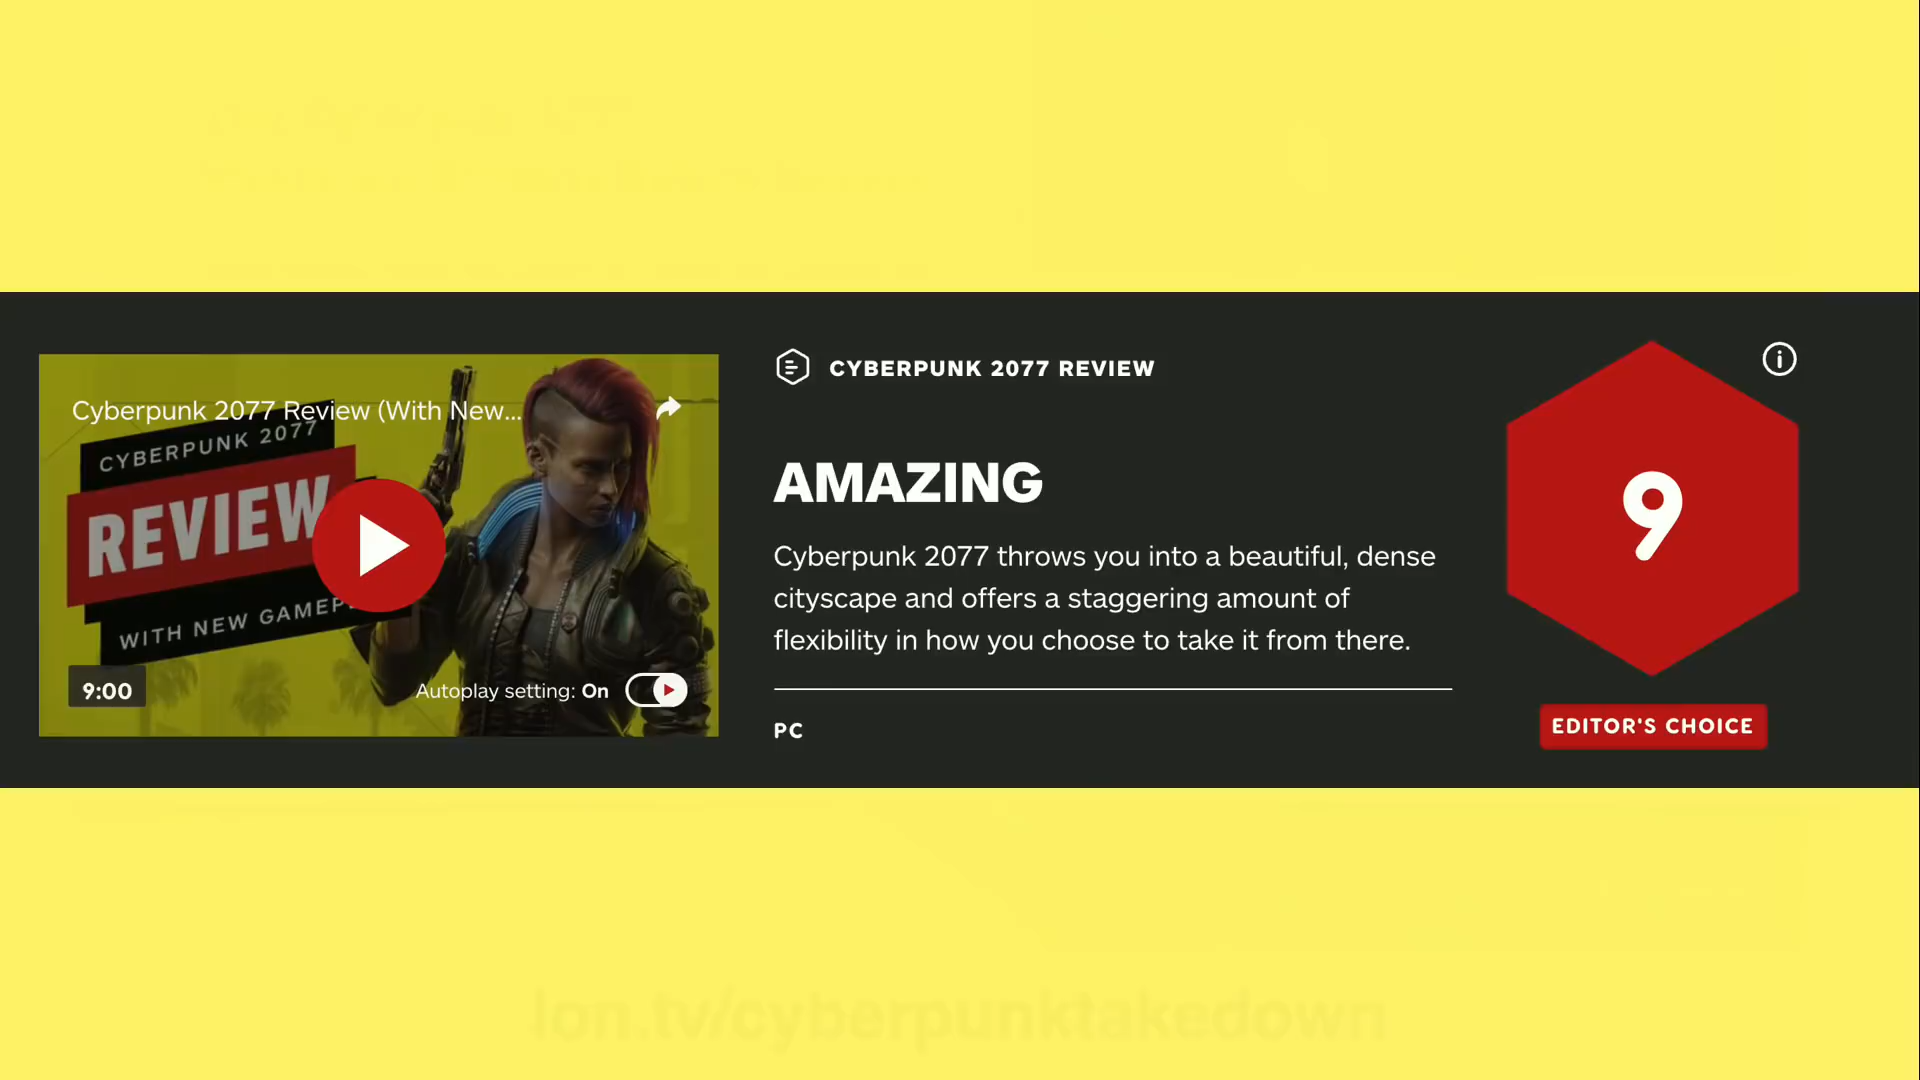 Cyberpunk 2077 Review (With New...
CYBERPUNK 2077
REVIEW
WITH NEW GAMEP
9:00
Autoplay setting: On
CYBERPUNK 2077 REVIEW
AMAZING
Cyberpunk 2077 throws you into a beautiful, dense
cityscape and offers a staggering amount of
flexibility in how you choose to take it from there.
PC
9
EDITOR'S CHOICE
lon.tv/cyberpunktakedown